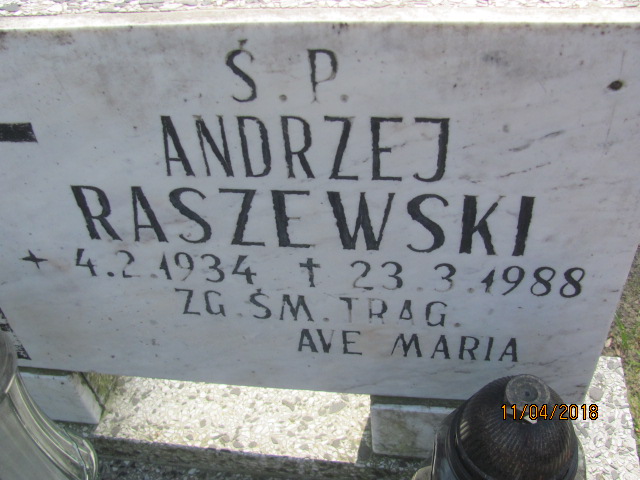 Ś.P.
ANDRZEJ
RASZEWSKI
4.2.1934 † 23.3.1988
ZG.ŚM.TRAG.
AVE MARIA
11/04/2018